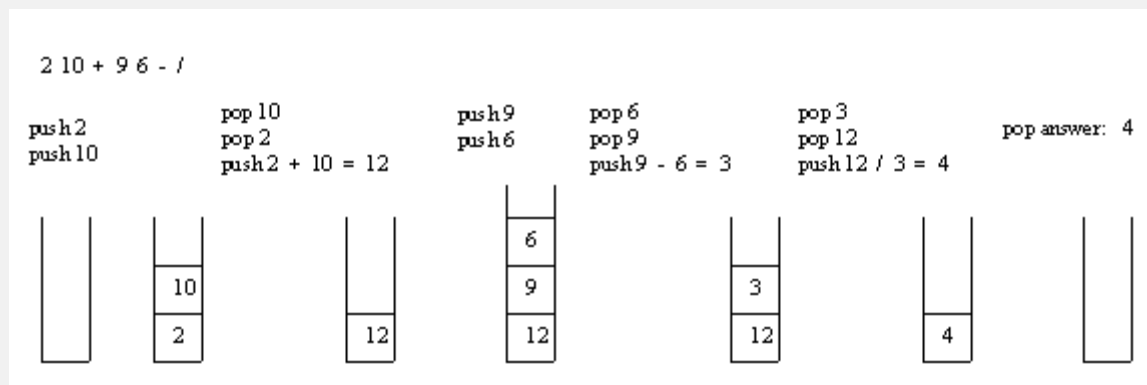 2 10 + 9 6 - /
push 2
push 10
pop 10
pop 2
push 2 + 10 = 12
push 9
push 6
pop 6
pop 9
push 9 - 6 = 3
pop 3
pop 12
push 12 / 3 = 4
pop answer: 4
10
2
12
6
9
12
3
12
4